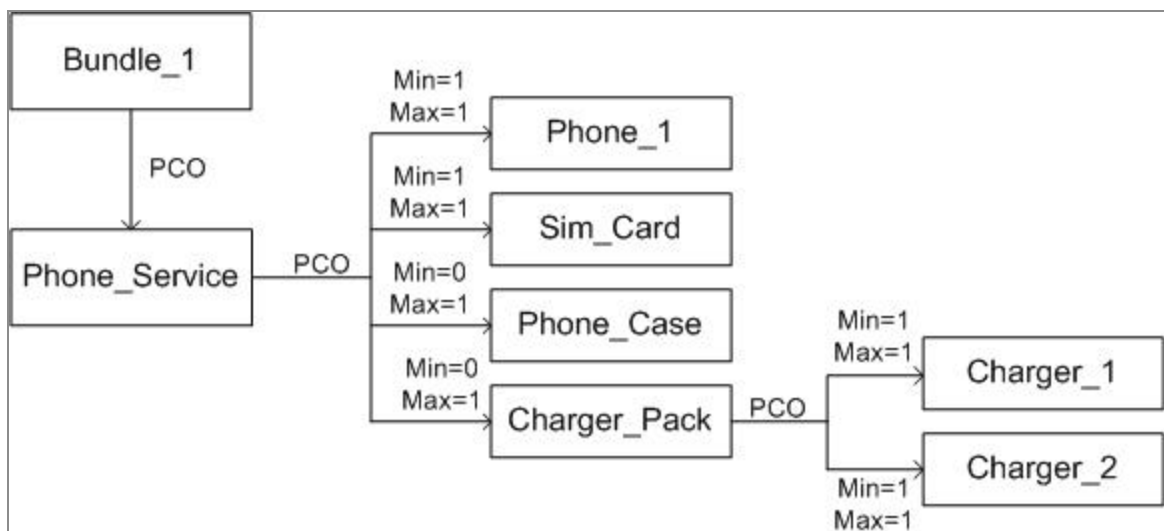 Bundle_1
PCO
Phone_Service
PCO
Min=1
Max=1
Phone_1
Min=1
Max=1
Sim_Card
Min=0
Max=1
Phone_Case
Min=0
Max=1
Charger_Pack
PCO
Min=1
Max=1
Charger_1
Charger_2
Min=1
Max=1